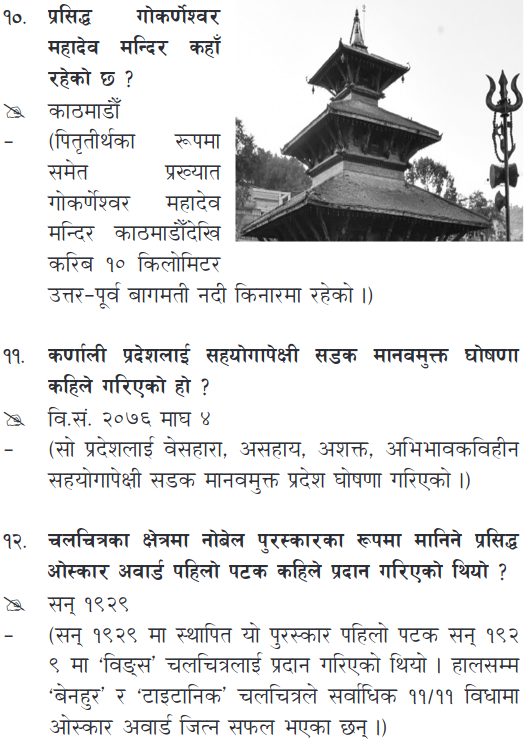 १०. प्रसिद्ध गोकर्णेश्वर
महादेव मन्दिर कहाँ
रहेको छ ?
काठमाडौँ
– (पितृतीर्थका रूपमा
समेत प्रख्यात
गोकर्णेश्वर महादेव
मन्दिर काठमाडौँदेखि
करिब १० किलोमिटर
उत्तर-पूर्व बागमती नदी किनारमा रहेको ।)
११. कर्णाली प्रदेशलाई सहयोगापेक्षी सडक मानवमुक्त घोषणा
कहिले गरिएको हो ?
वि.सं. २०७६ माघ ४
– (सो प्रदेशलाई वेसहारा, असहाय, अशक्त, अभिभावकविहीन
सहयोगापेक्षी सडक मानवमुक्त प्रदेश घोषणा गरिएको ।)
१२. चलचित्रका क्षेत्रमा नोबेल पुरस्कारका रूपमा मानिने प्रसिद्ध
ओस्कार अवार्ड पहिलो पटक कहिले प्रदान गरिएको थियो ?
सन् १९२९
– (सन् १९२९ मा स्थापित यो पुरस्कार पहिलो पटक सन् १९२
९ मा ‘विङ्स’ चलचित्रलाई प्रदान गरिएको थियो । हालसम्म
‘बेनहुर’ र ‘टाइटानिक’ चलचित्रले सर्वाधिक ११/११ विधामा
ओस्कार अवार्ड जित्न सफल भएका छन् ।)